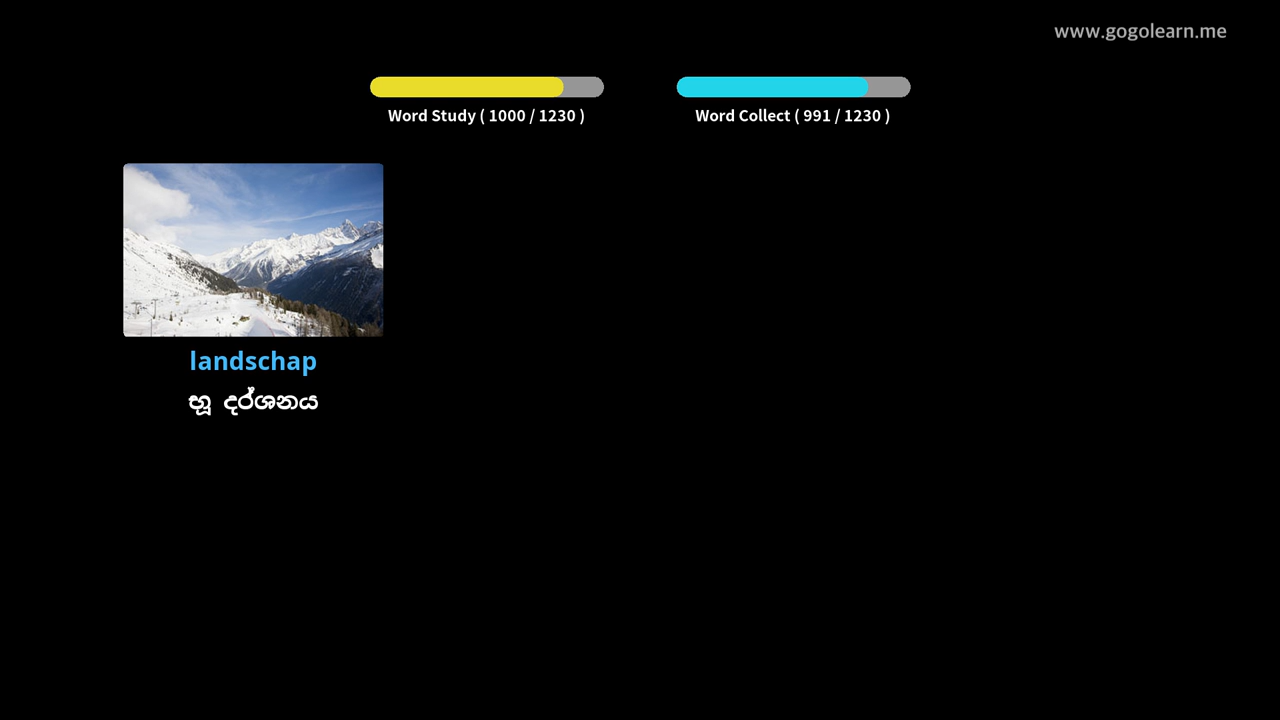 www.gogolearn.me
Word Study ( 1000 / 1230 )
Word Collect ( 991 / 1230 )
landschap
භූ දර්ශනය